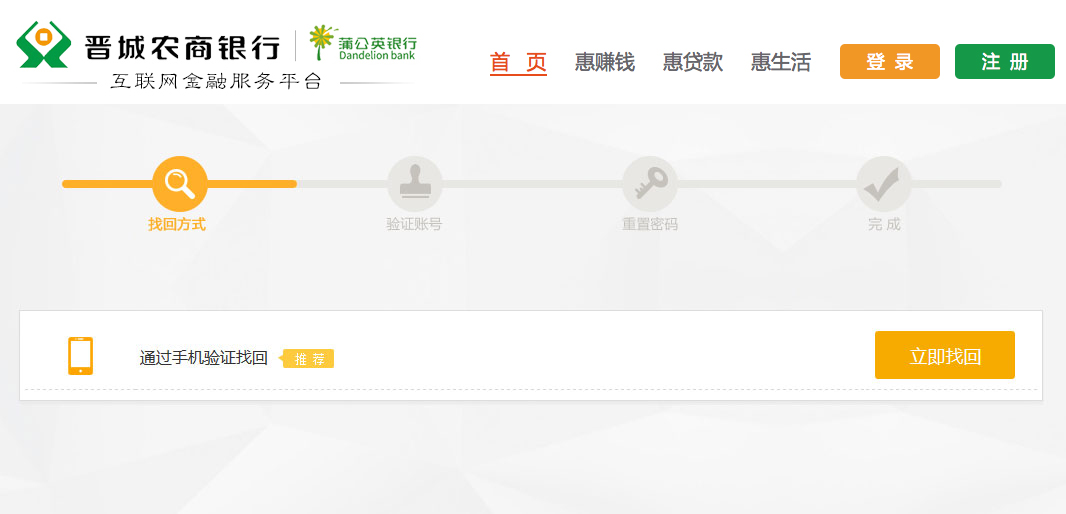 晋城农商银行 蒲公英银行
Dandelion bank
互联网金融服务平台
首 页 惠赚钱 惠贷款 惠生活 登 录 注 册
找回方式 验证账号 重置密码 完 成
通过手机验证找回 推 荐 立即找回